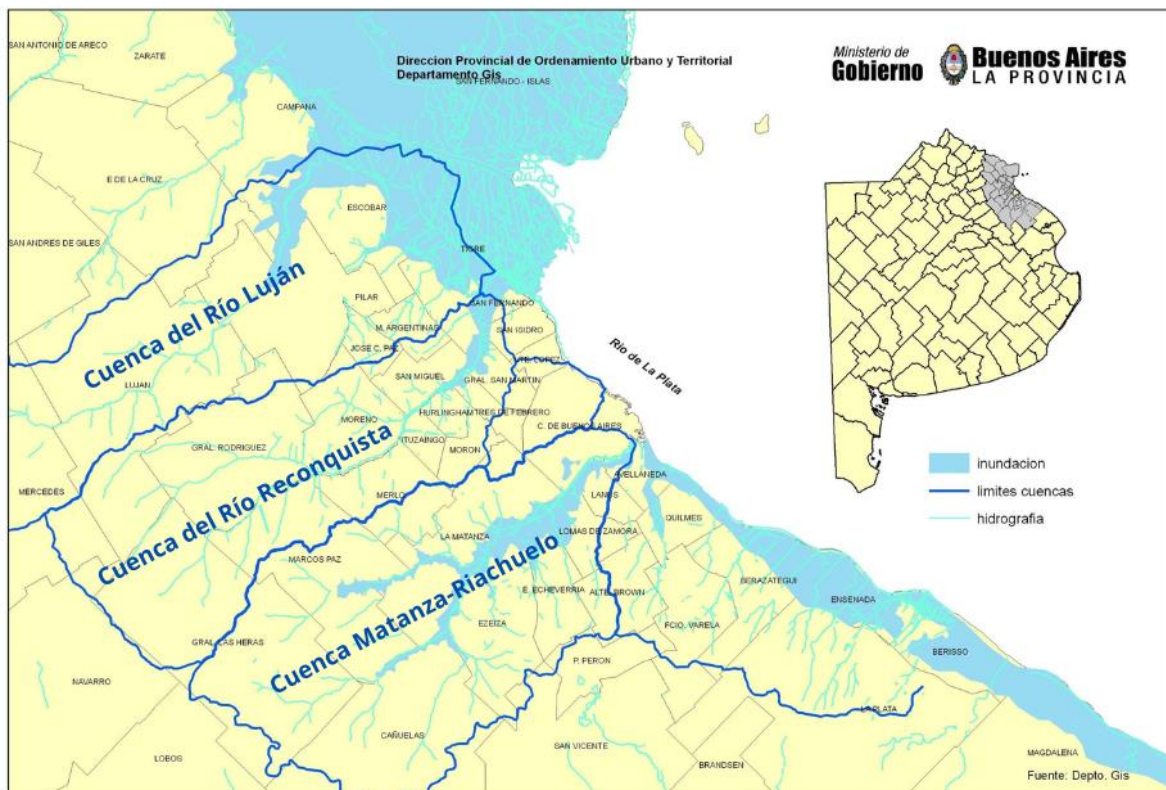 Direccion Provincial de Ordenamiento Urbano y Territorial
Departamento Gis
SAN FERNANDO - ISLAS
Ministerio de
Gobierno
Buenos Aires
LA PROVINCIA
SAN ANTONIO DE ARECO
ZARATE
CAMPANA
E DE LA CRUZ
ESCOBAR
SAN ANDRES DE GILES
TIGRE
Cuenca del Río Luján
PILAR
SAN FERNANDO
M. ARGENTINAS
SAN ISIDRO
JOSE C. PAZ
Río de La Plata
LUJAN
SAN MIGUEL
GRAL. SAN MARTIN
HURLINGHAM
TRES DE FEBRERO
MORENO
C. DE BUENOS AIRES
ITUZAINGO
GRAL. RODRIGUEZ
MORON
Cuenca del Río Reconquista
inundacion
limites cuencas
hidrografia
MERCEDES
MERLO
AVELLANEDA
LANUS
QUILMES
LOMAS DE ZAMORA
LA MATANZA
MARCOS PAZ
Cuenca Matanza-Riachuelo
BERAZATEGUI
E. ECHEVERRIA
ALTE. BROWN
ENSENADA
EZEIZA
FCIO. VARELA
GRAL. LAS HERAS
BERISSO
P. PERON
NAVARRO
LA PLATA
CAÑUELAS
SAN VICENTE
LOBOS
BRANDSEN
MAGDALENA
Fuente: Depto. Gis